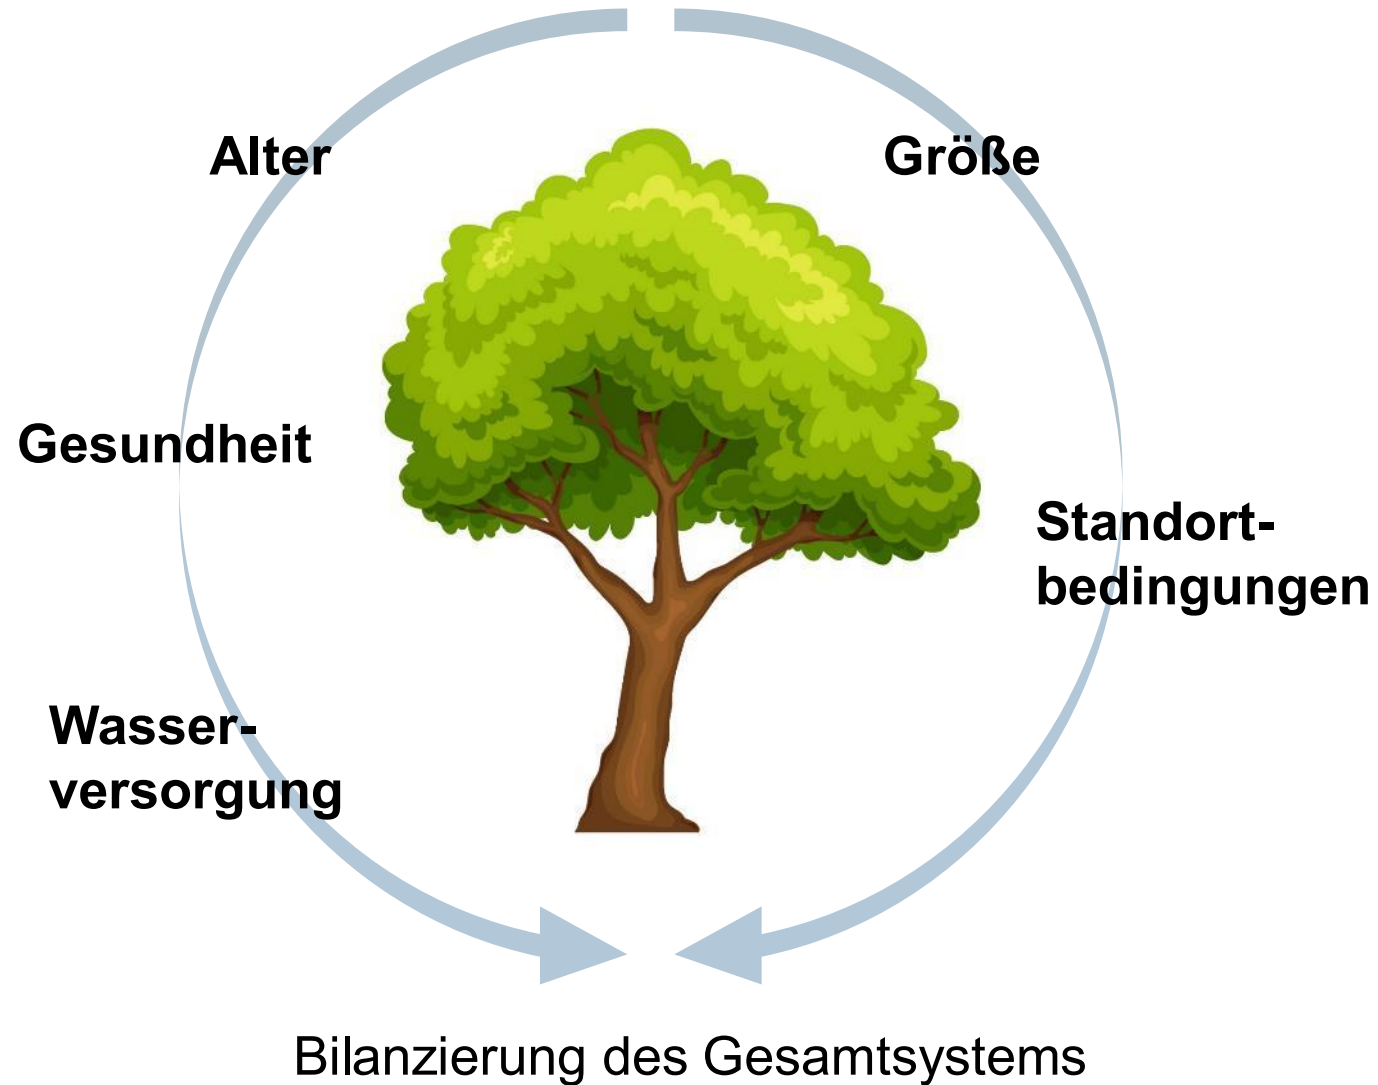 Alter
Größe
Gesundheit
Standort-
bedingungen
Wasser-
versorgung
Bilanzierung des Gesamtsystems